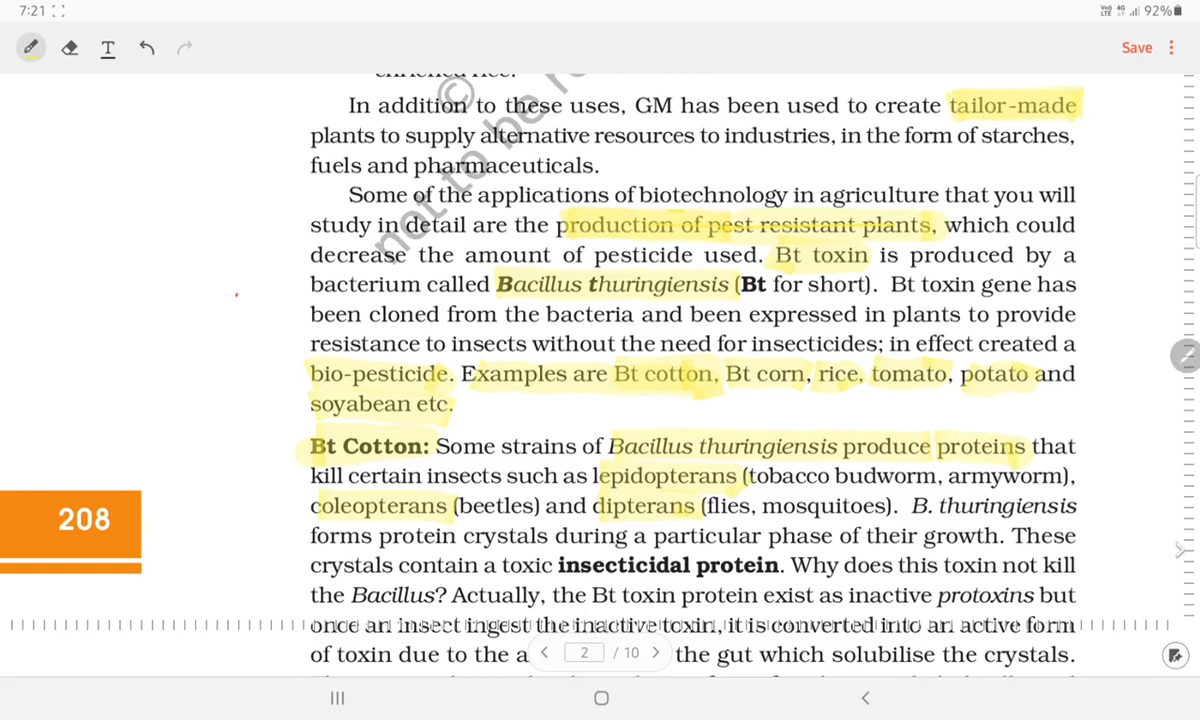 7:21
VoD LTE 4G 92%
T Save
enriched rice.
In addition to these uses, GM has been used to create tailor-made
plants to supply alternative resources to industries, in the form of starches,
fuels and pharmaceuticals.
Some of the applications of biotechnology in agriculture that you will
study in detail are the production of pest resistant plants, which could
decrease the amount of pesticide used. Bt toxin is produced by a
bacterium called Bacillus thuringiensis (Bt for short). Bt toxin gene has
been cloned from the bacteria and been expressed in plants to provide
resistance to insects without the need for insecticides; in effect created a
bio-pesticide. Examples are Bt cotton, Bt corn, rice, tomato, potato and
soyabean etc.
Bt Cotton: Some strains of Bacillus thuringiensis produce proteins that
kill certain insects such as lepidopterans (tobacco budworm, armyworm),
coleopterans (beetles) and dipterans (flies, mosquitoes). B. thuringiensis
forms protein crystals during a particular phase of their growth. These
crystals contain a toxic insecticidal protein. Why does this toxin not kill
the Bacillus? Actually, the Bt toxin protein exist as inactive protoxins but
once an insect ingest the inactive toxin, it is converted into an active form
of toxin due to the a the gut which solubilise the crystals.
208
© not to be re
2 / 10